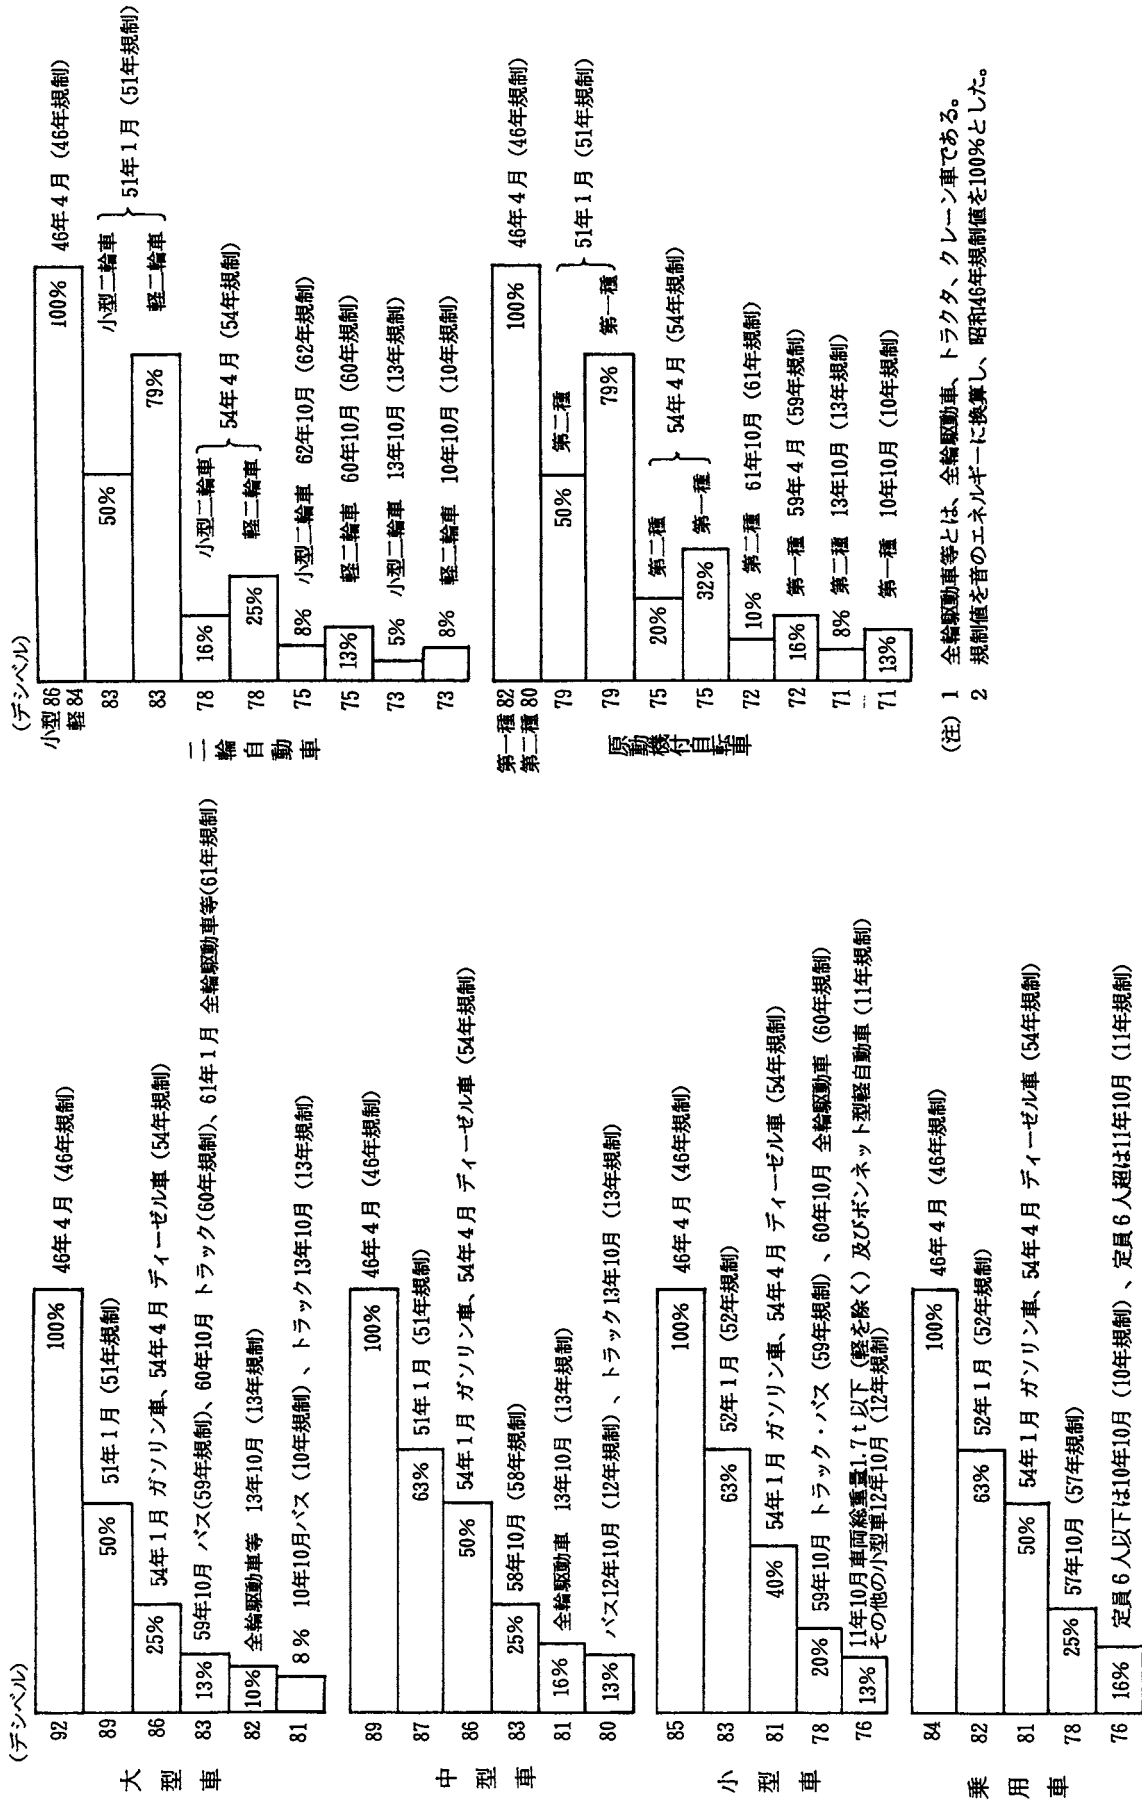 (デシベル)
大型車
92 100% 46年4月(46年規制)
89 50% 51年1月(51年規制)
86 25% 54年1月 ガソリン車、54年4月 ディーゼル車(54年規制)
83 13% 59年10月 バス(59年規制)、60年10月 トラック(60年規制)、61年1月 全輪駆動車等(61年規制)
82 10% 全輪駆動車等 13年10月(13年規制)
81 8% 10年10月バス(10年規制)、トラック13年10月(13年規制)
中型車
89 100% 46年4月(46年規制)
87 63% 51年1月(51年規制)
86 50% 54年1月 ガソリン車、54年4月 ディーゼル車(54年規制)
83 25% 58年10月(58年規制)
81 16% 全輪駆動車 13年10月(13年規制)
80 13% バス12年10月(12年規制)、トラック13年10月(13年規制)
小型車
85 100% 46年4月(46年規制)
83 63% 52年1月(52年規制)
81 40% 54年1月 ガソリン車、54年4月 ディーゼル車(54年規制)
78 20% 59年10月 トラック・バス(59年規制)、60年10月 全輪駆動車(60年規制)
76 13% 11年10月車両総重量1.7t以下(軽を除く)及びボンネット型軽自動車(11年規制)
その他の小型車12年10月(12年規制)
乗用車
84 100% 46年4月(46年規制)
82 63% 52年1月(52年規制)
81 50% 54年1月 ガソリン車、54年4月 ディーゼル車(54年規制)
78 25% 57年10月(57年規制)
76 16% 定員6人以下は10年10月(10年規制)、定員6人超は11年10月(11年規制)
(デシベル)
二輪自動車
小型 86
軽 84 100% 46年4月(46年規制)
83 50% 小型二輪車
83 79% 軽二輪車
51年1月(51年規制)
78 16% 小型二輪車
78 25% 軽二輪車
54年4月(54年規制)
75 8% 小型二輪車 62年10月(62年規制)
75 13% 軽二輪車 60年10月(60年規制)
73 5% 小型二輪車 13年10月(13年規制)
73 8% 軽二輪車 10年10月(10年規制)
原動機付自転車
第一種 82
第二種 80 100% 46年4月(46年規制)
79 50% 第二種
79 79% 第一種
51年1月(51年規制)
75 20% 第二種
75 32% 第一種
54年4月(54年規制)
72 10% 第二種 61年10月(61年規制)
72 16% 第一種 59年4月(59年規制)
71 8% 第二種 13年10月(13年規制)
71 13% 第一種 10年10月(10年規制)
(注) 1 全輪駆動車等とは、全輪駆動車、トラクタ、クレーン車である。
2 規制値を音のエネルギーに換算し、昭和46年規制値を100%とした。